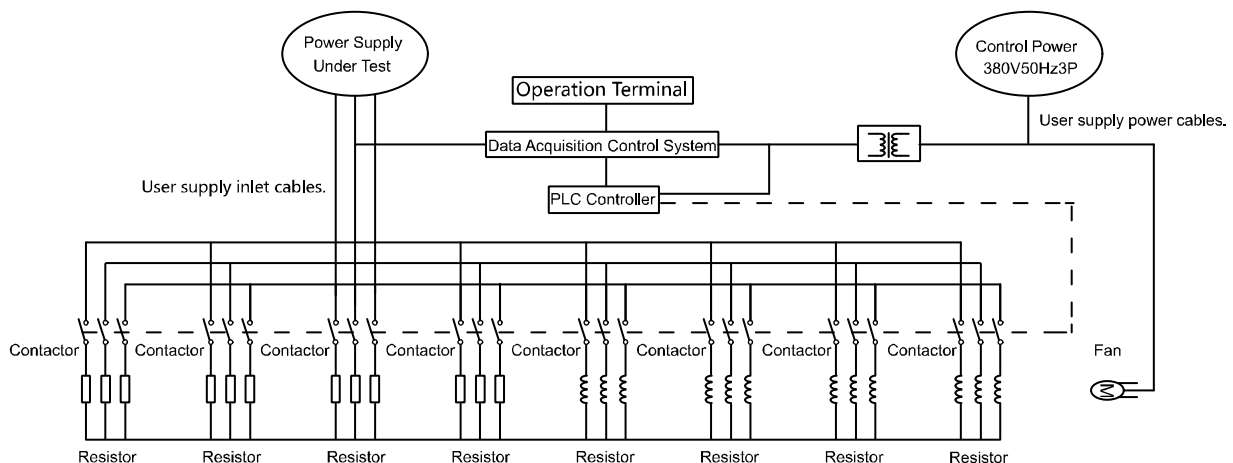 Power Supply
Under Test
Control Power
380V50Hz3P
Operation Terminal
User supply power cables.
Data Acquisition Control System
User supply inlet cables.
PLC Controller
Contactor
Contactor
Contactor
Contactor
Contactor
Contactor
Contactor
Contactor
Fan
M
Resistor
Resistor
Resistor
Resistor
Resistor
Resistor
Resistor
Resistor